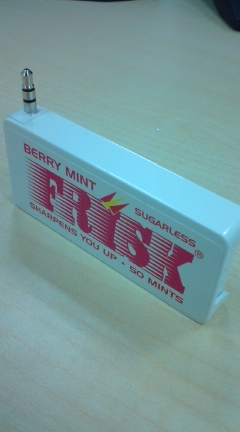 BERRY MINT
SUGARLESS
FRISK®
SHARPENS YOU UP • 50 MINTS